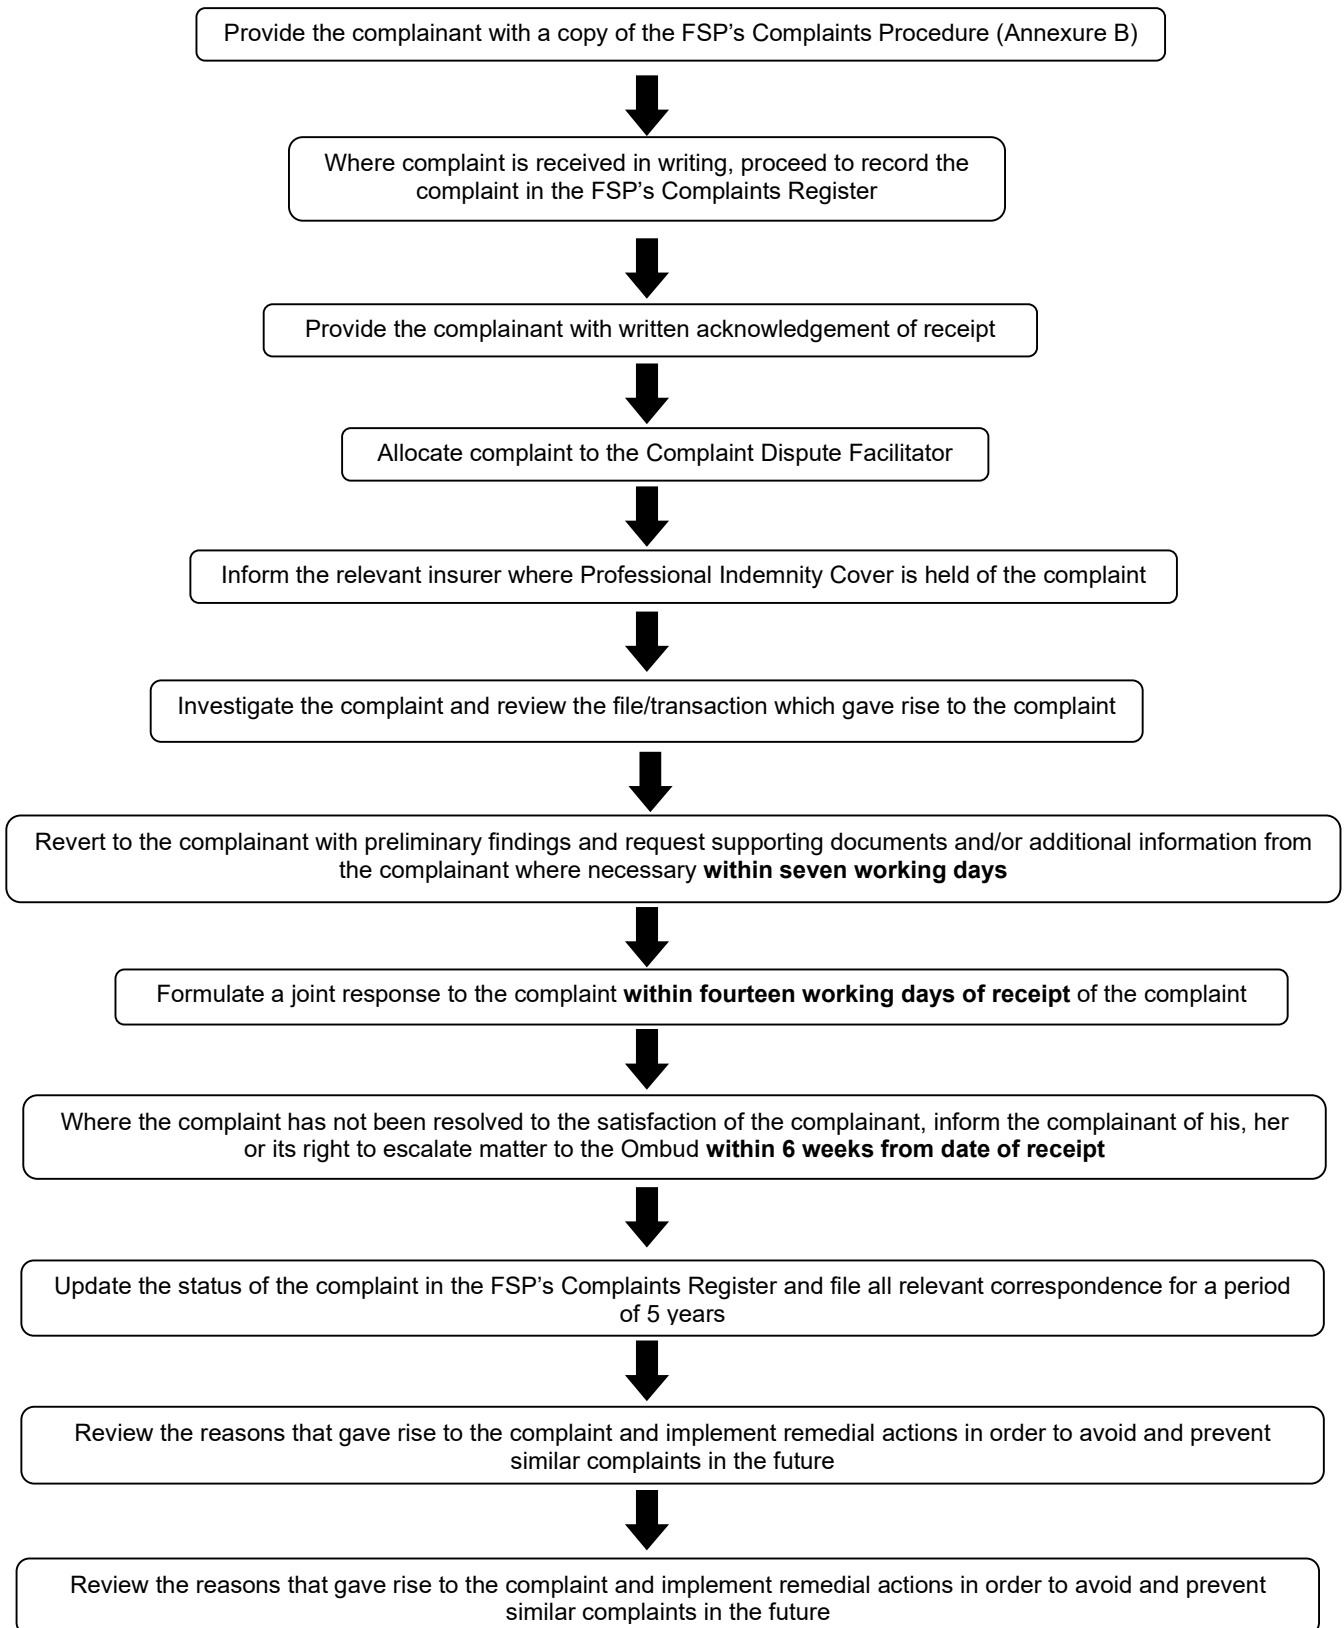 Provide the complainant with a copy of the FSP’s Complaints Procedure (Annexure B)
Where complaint is received in writing, proceed to record the
complaint in the FSP’s Complaints Register
Provide the complainant with written acknowledgement of receipt
Allocate complaint to the Complaint Dispute Facilitator
Inform the relevant insurer where Professional Indemnity Cover is held of the complaint
Investigate the complaint and review the file/transaction which gave rise to the complaint
Revert to the complainant with preliminary findings and request supporting documents and/or additional information from
the complainant where necessary within seven working days
Formulate a joint response to the complaint within fourteen working days of receipt of the complaint
Where the complaint has not been resolved to the satisfaction of the complainant, inform the complainant of his, her
or its right to escalate matter to the Ombud within 6 weeks from date of receipt
Update the status of the complaint in the FSP’s Complaints Register and file all relevant correspondence for a period
of 5 years
Review the reasons that gave rise to the complaint and implement remedial actions in order to avoid and prevent
similar complaints in the future
Review the reasons that gave rise to the complaint and implement remedial actions in order to avoid and prevent
similar complaints in the future